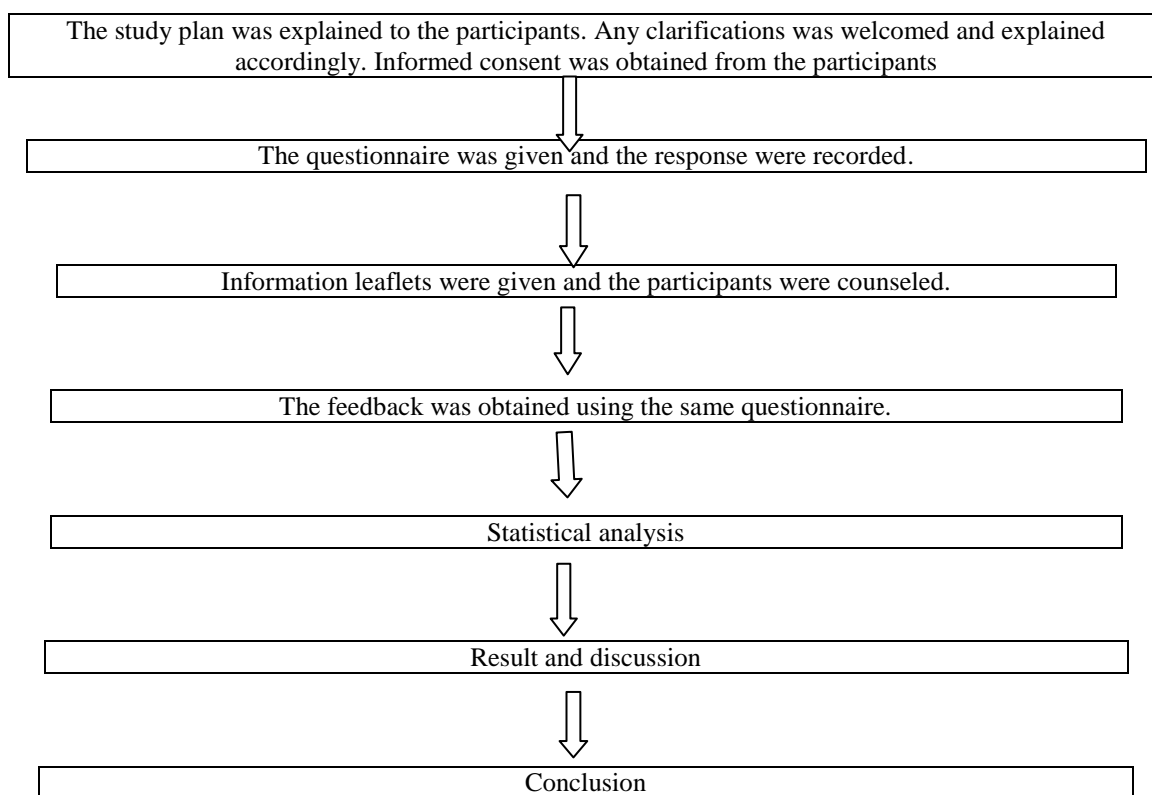 The study plan was explained to the participants. Any clarifications was welcomed and explained
accordingly. Informed consent was obtained from the participants
The questionnaire was given and the response were recorded.
Information leaflets were given and the participants were counseled.
The feedback was obtained using the same questionnaire.
Statistical analysis
Result and discussion
Conclusion